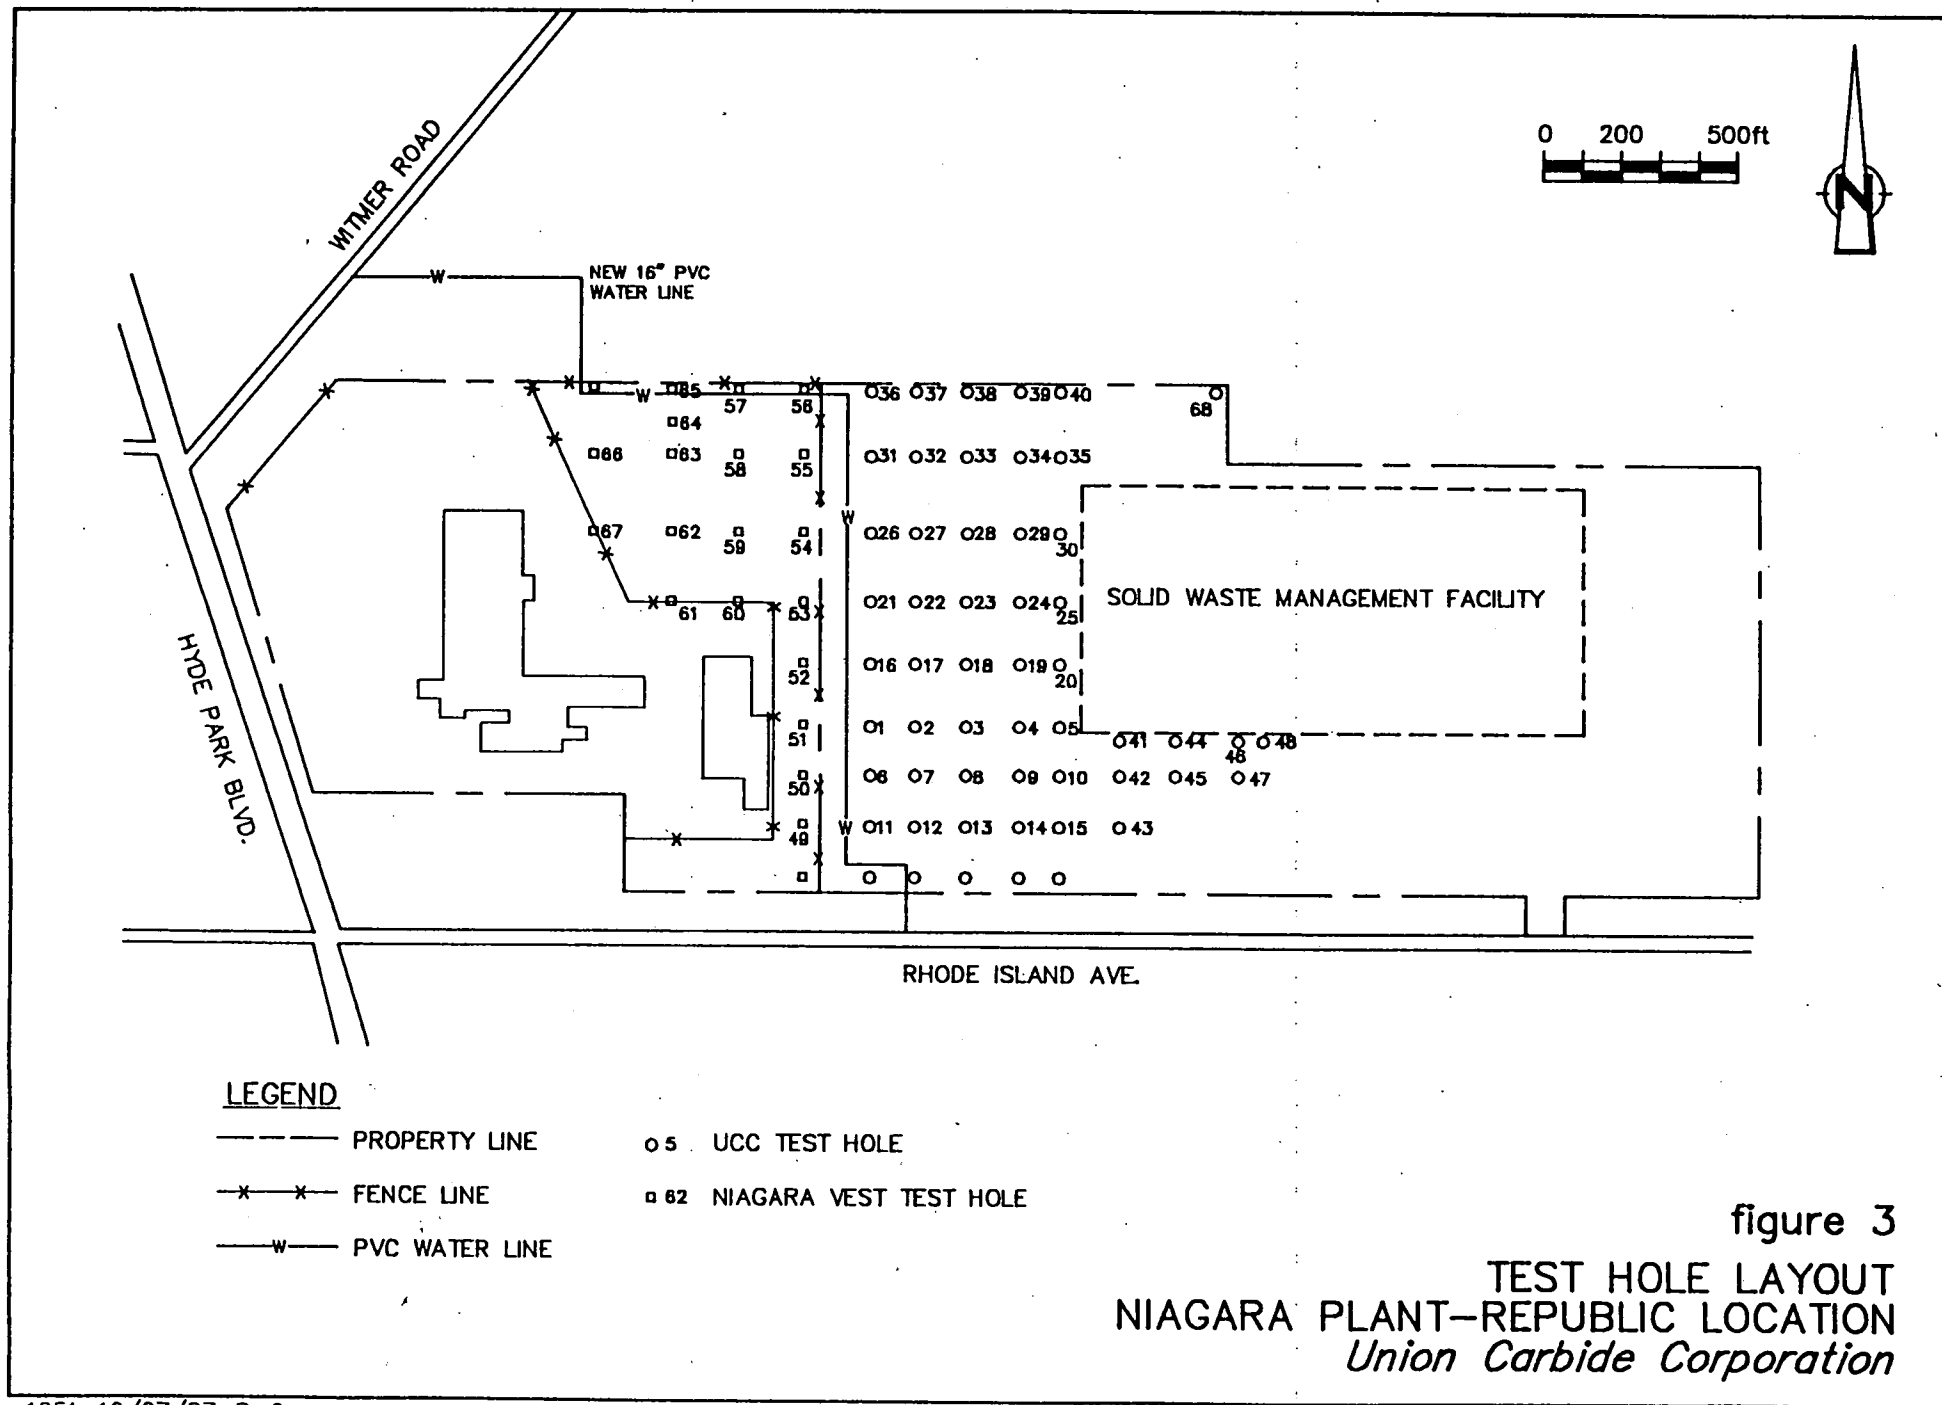 WITMER ROAD
0 200 500ft
N
W
NEW 16" PVC
WATER LINE
X X X X
W
65 57 56
36 37 38 39 40
68
64
66 63 58 55
31 32 33 34 35
W
67 62 59 54
26 27 28 29 30
61 60 53
21 22 23 24 25
SOLID WASTE MANAGEMENT FACILITY
52
16 17 18 19 20
HYDE PARK BLVD.
51
1 2 3 4 5
41 44 46 48
50
6 7 8 9 10 42 45 47
49
W
11 12 13 14 15 43
RHODE ISLAND AVE.
LEGEND
PROPERTY LINE
5 UCC TEST HOLE
X X FENCE LINE
62 NIAGARA VEST TEST HOLE
W PVC WATER LINE
figure 3
TEST HOLE LAYOUT
NIAGARA PLANT-REPUBLIC LOCATION
Union Carbide Corporation